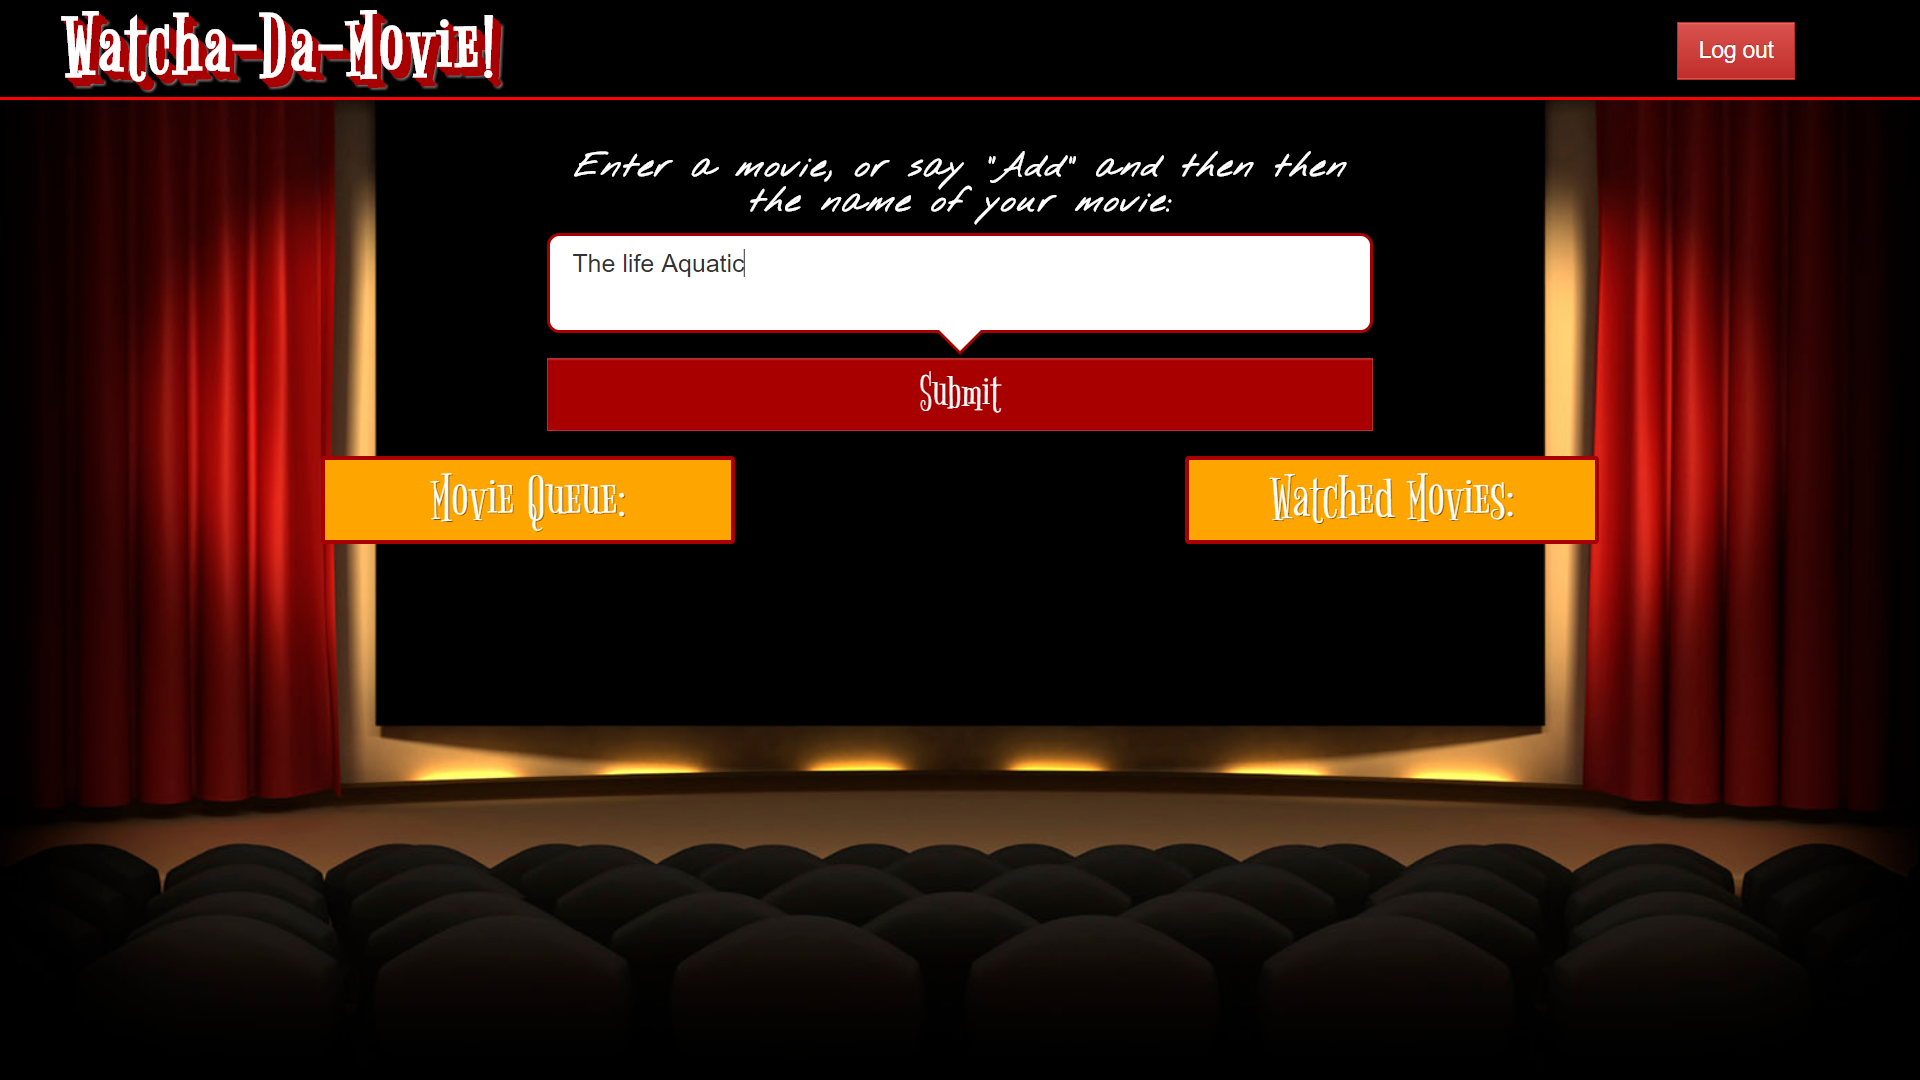 Watcha-Da-Movie!
Log out
Enter a movie, or say "Add" and then then
the name of your movie:
The life Aquatic
Submit
Movie Queue:
Watched Movies: